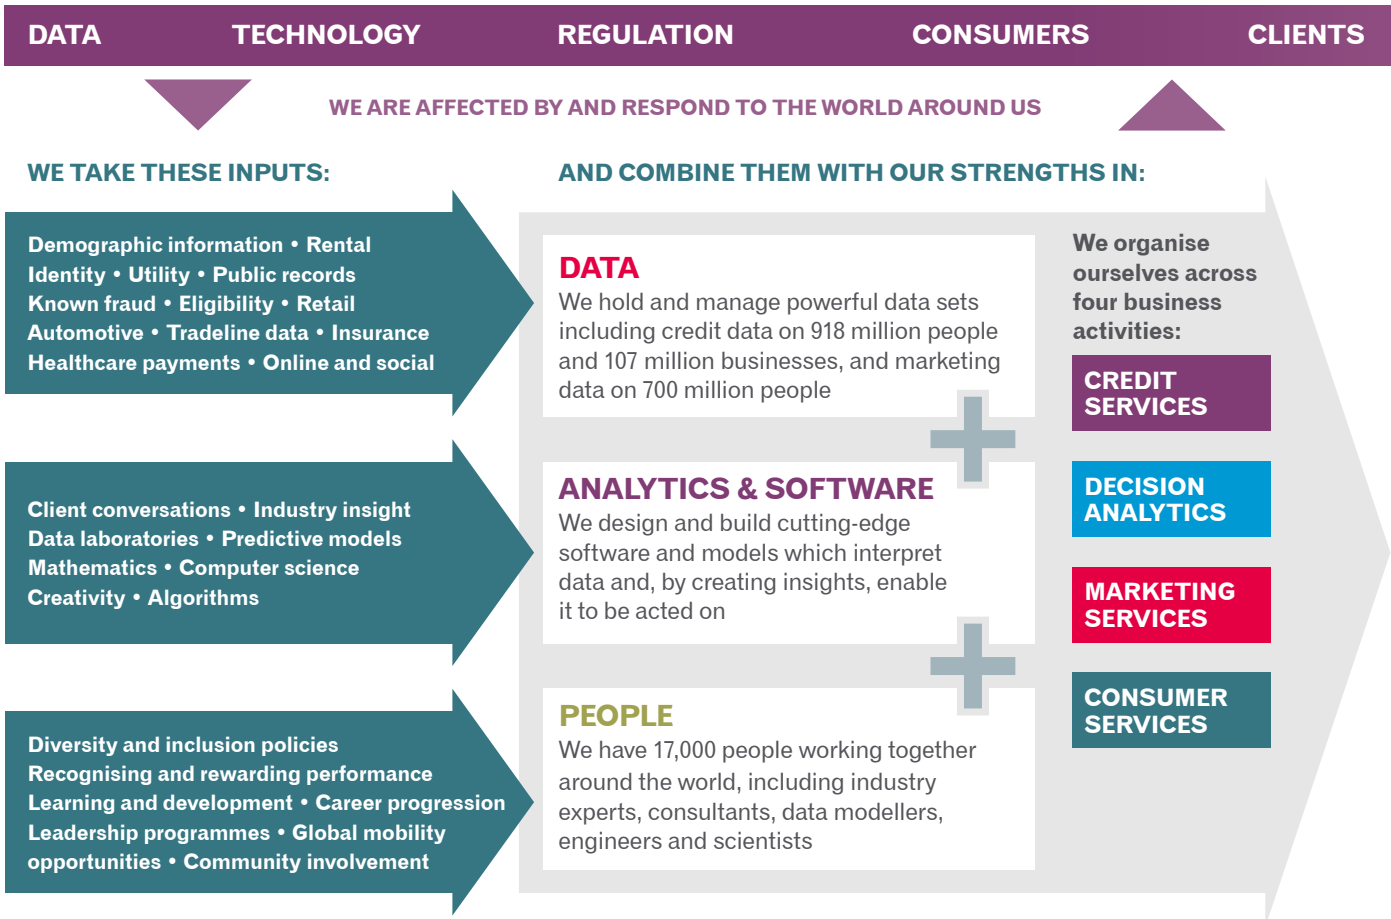 DATA TECHNOLOGY REGULATION CONSUMERS CLIENTS
WE ARE AFFECTED BY AND RESPOND TO THE WORLD AROUND US
WE TAKE THESE INPUTS:
Demographic information • Rental
Identity • Utility • Public records
Known fraud • Eligibility • Retail
Automotive • Tradeline data • Insurance
Healthcare payments • Online and social
Client conversations • Industry insight
Data laboratories • Predictive models
Mathematics • Computer science
Creativity • Algorithms
Diversity and inclusion policies
Recognising and rewarding performance
Learning and development • Career progression
Leadership programmes • Global mobility
opportunities • Community involvement
AND COMBINE THEM WITH OUR STRENGTHS IN:
DATA
We hold and manage powerful data sets
including credit data on 918 million people
and 107 million businesses, and marketing
data on 700 million people
ANALYTICS & SOFTWARE
We design and build cutting-edge
software and models which interpret
data and, by creating insights, enable
it to be acted on
PEOPLE
We have 17,000 people working together
around the world, including industry
experts, consultants, data modellers,
engineers and scientists
We organise
ourselves across
four business
activities:
CREDIT
SERVICES
DECISION
ANALYTICS
MARKETING
SERVICES
CONSUMER
SERVICES